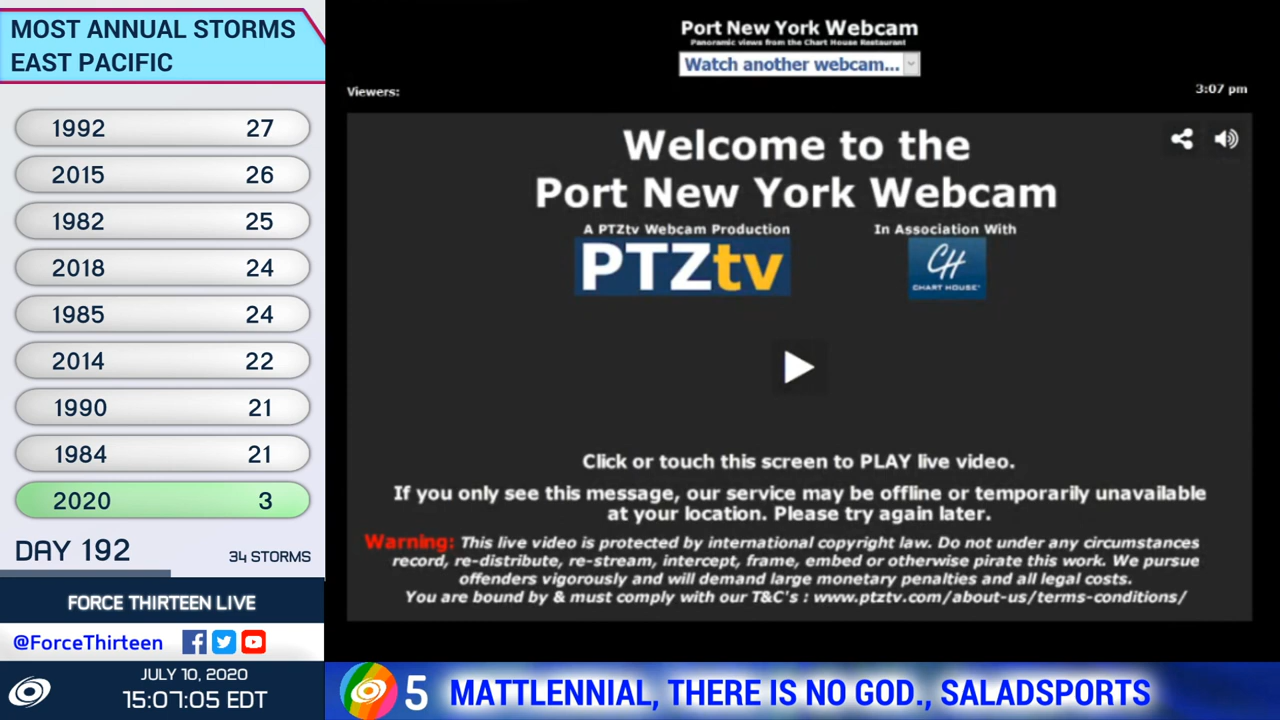 MOST ANNUAL STORMS
EAST PACIFIC
1992 27
2015 26
1982 25
2018 24
1985 24
2014 22
1990 21
1984 21
2020 3
DAY 192 34 STORMS
FORCE THIRTEEN LIVE
@ForceThirteen
JULY 10, 2020
15:07:05 EDT
Port New York Webcam
Panoramic views from the Chart House Restaurant
Watch another webcam...
Viewers: 3:07 pm
Welcome to the
Port New York Webcam
A PTZtv Webcam Production In Association With
PTZtv
CH
CHART HOUSE
Click or touch this screen to PLAY live video.
If you only see this message, our service may be offline or temporarily unavailable
at your location. Please try again later.
Warning: This live video is protected by international copyright law. Do not under any circumstances
record, re-distribute, re-stream, intercept, frame, embed or otherwise pirate this work. We pursue
offenders vigorously and will demand large monetary penalties and all legal costs.
You are bound by & must comply with our T&C's : www.ptztv.com/about-us/terms-conditions/
5 MATTLENNIAL, THERE IS NO GOD., SALADSPORTS